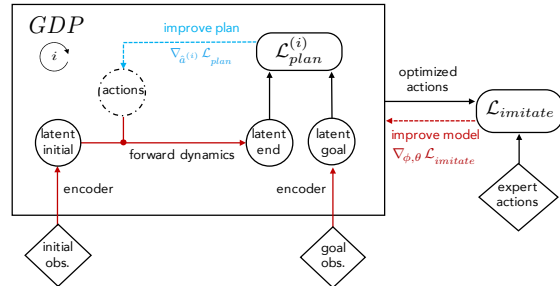 GDP
i
improve plan
∇_{â^{(i)}} ℒ_{plan}
ℒ_{plan}^{(i)}
actions
optimized
actions
ℒ_{imitate}
improve model
∇_{ϕ,θ} ℒ_{imitate}
latent
initial
forward dynamics
latent
end
latent
goal
encoder
encoder
expert
actions
initial
obs.
goal
obs.